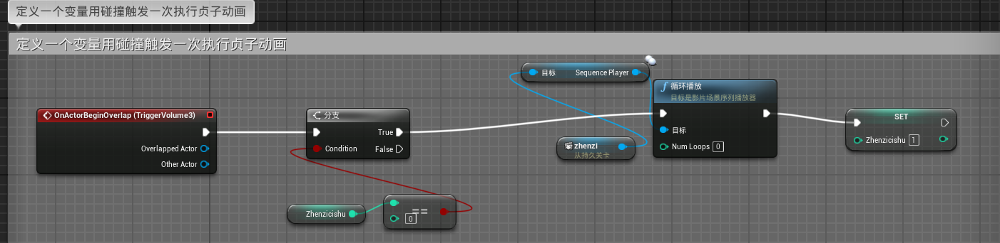 定义一个变量用碰撞触发一次执行贞子动画
定义一个变量用碰撞触发一次执行贞子动画
目标 Sequence Player
循环播放
目标是影片场景序列播放器
目标
Num Loops 0
OnActorBeginOverlap (TriggerVolume3)
Overlapped Actor
Other Actor
分支
True
Condition False
SET
Zhenzicishu 1
zhenzi
从持久关卡
Zhenzicishu
==
0